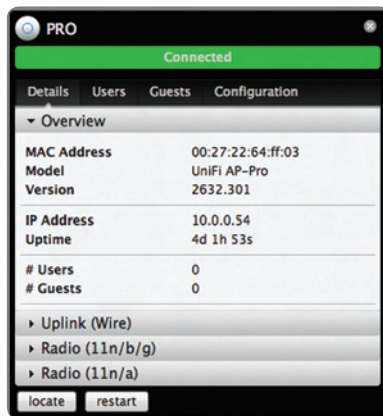 PRO
Connected
Details Users Guests Configuration
Overview
MAC Address 00:27:22:64:ff:03
Model UniFi AP-Pro
Version 2632.301
IP Address 10.0.0.54
Uptime 4d 1h 53s
# Users 0
# Guests 0
Uplink (Wire)
Radio (11n/b/g)
Radio (11n/a)
locate restart